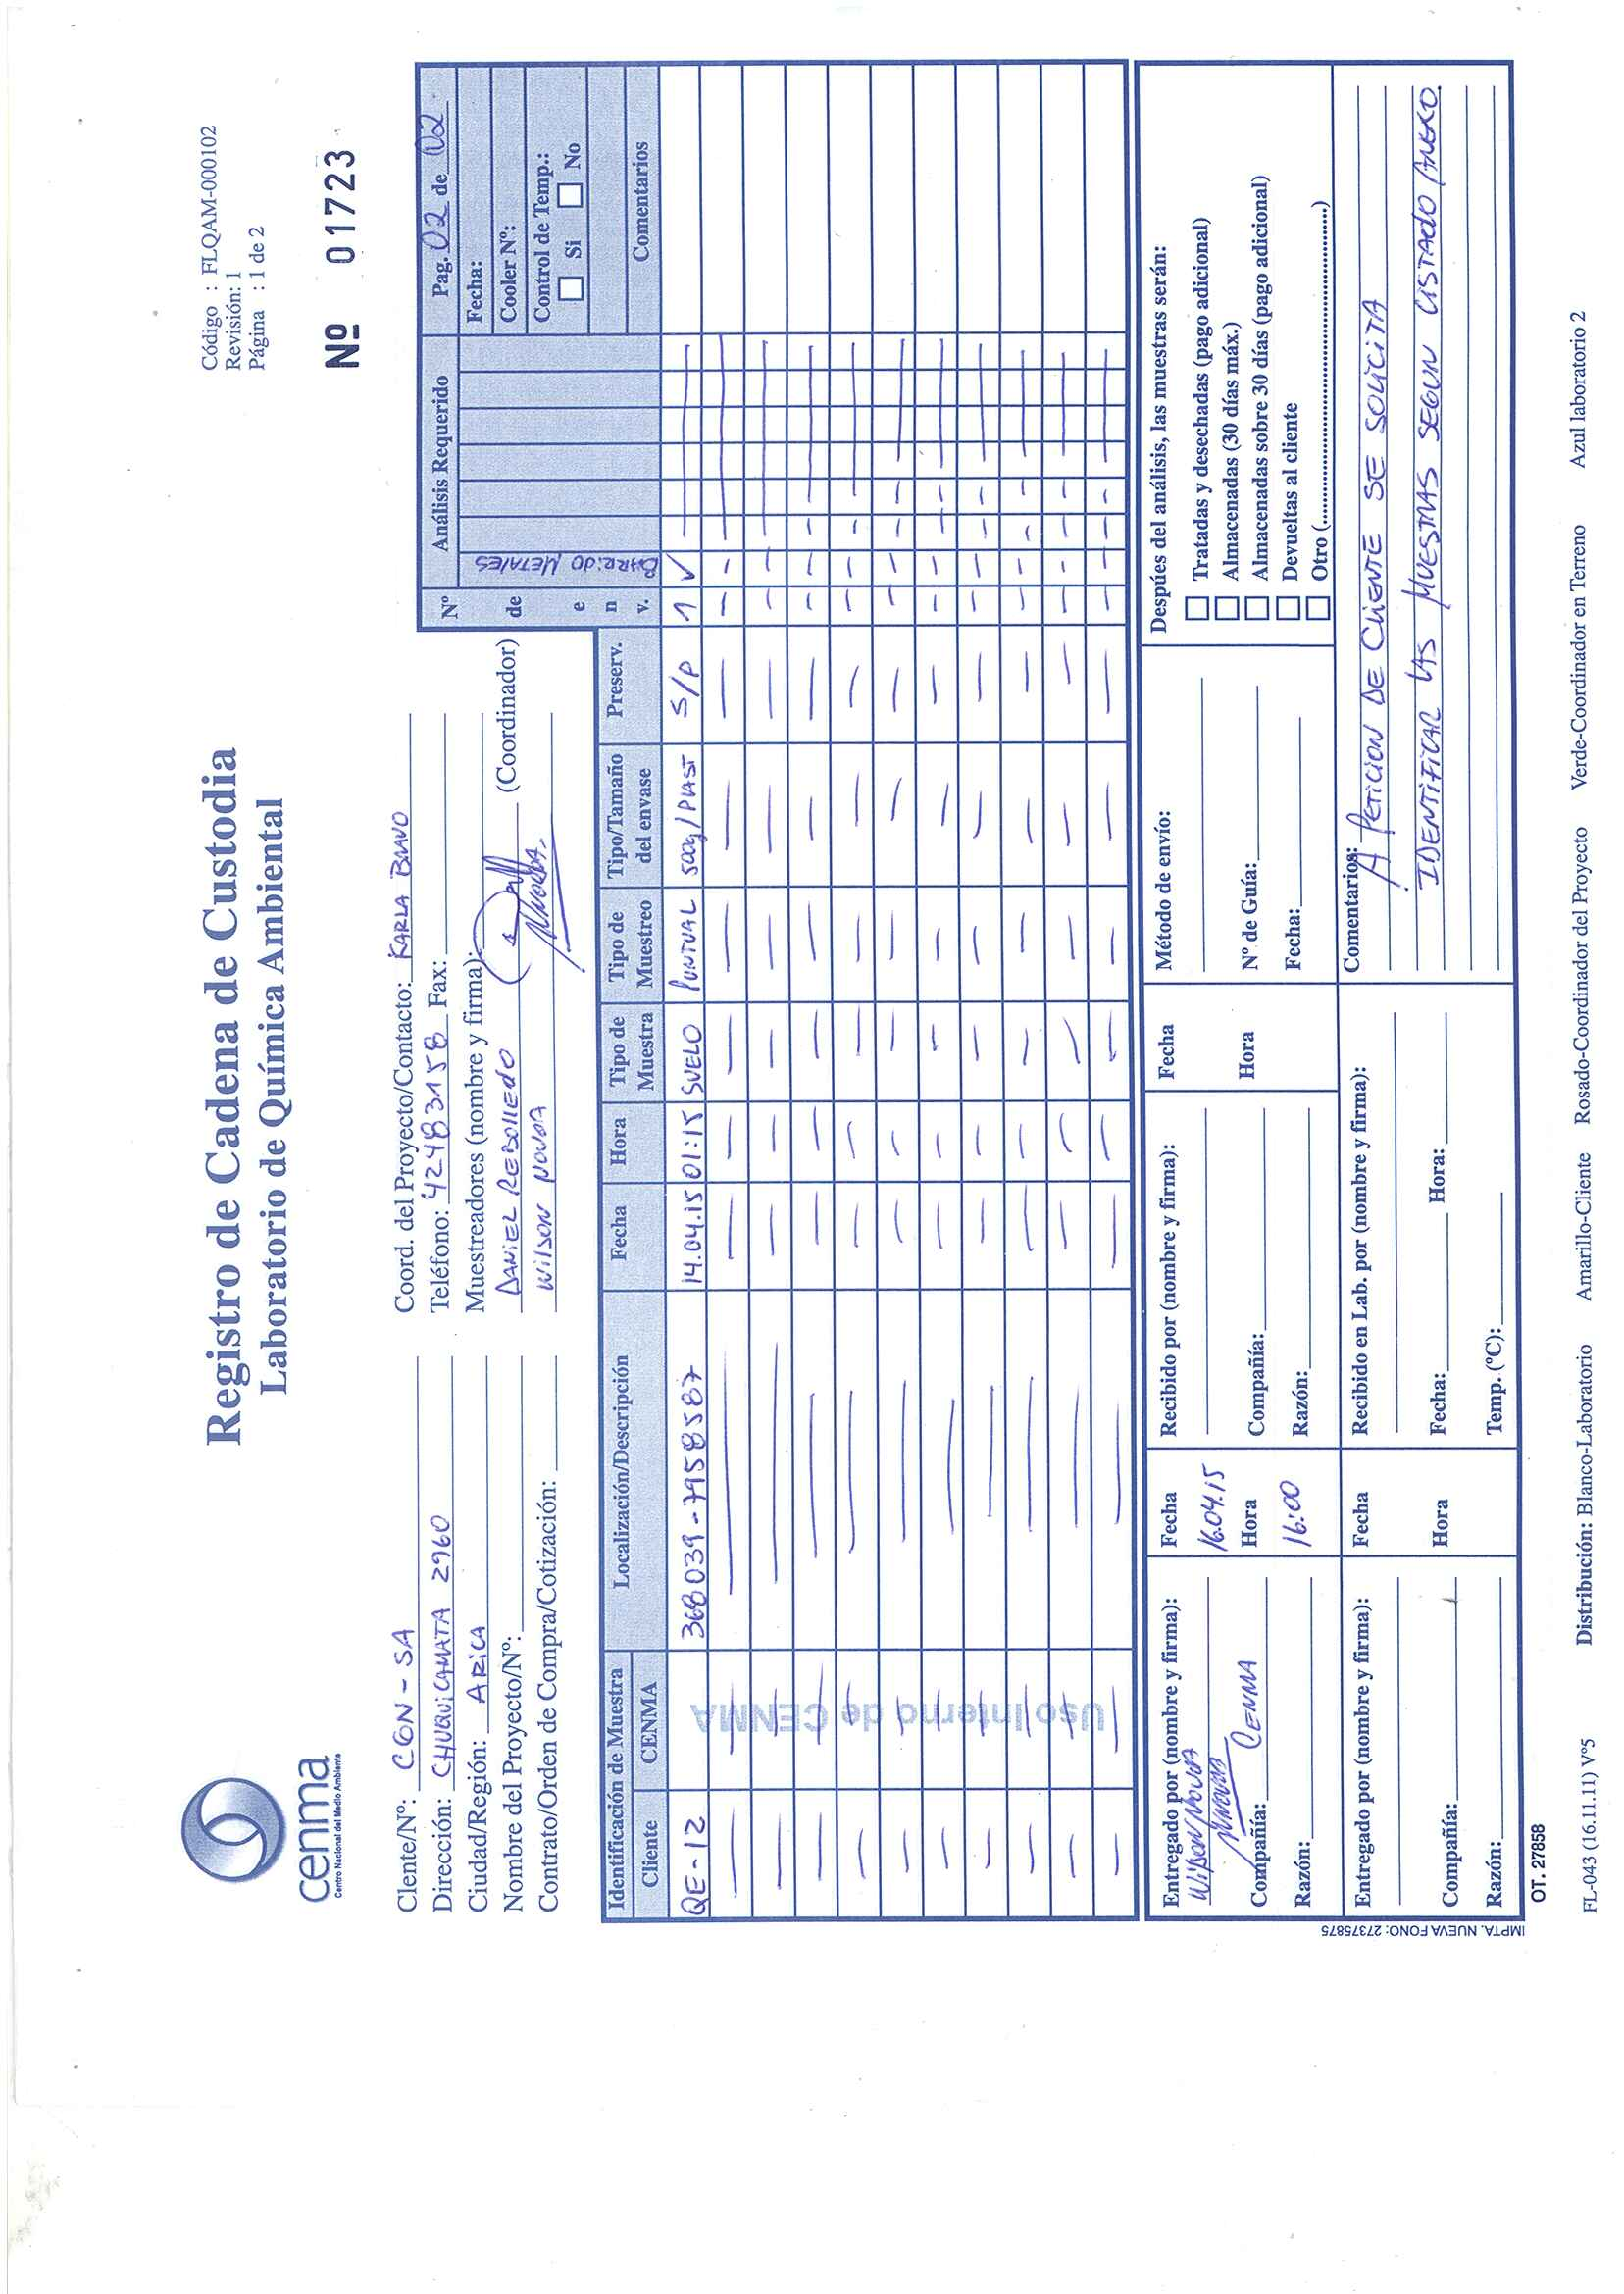 Código : FLQAM-000102
Revisión: 1
Página : 1 de 2
Nº 01723
Registro de Cadena de Custodia
Laboratorio de Química Ambiental
cenma
Centro Nacional del Medio Ambiente
Clente/Nº: CGN-SA
Dirección: CHUQUICAMATA 2960
Ciudad/Región: ARICA
Nombre del Proyecto/Nº:
Contrato/Orden de Compra/Cotización:
Coord. del Proyecto/Contacto: KARLA BRAVO
Teléfono: 42483158 Fax:
Muestreadores (nombre y firma):
DANIEL REBOLLEDO (Coordinador)
WILSON NOVOA
Pag. 02 de 02
Fecha:
Cooler Nº:
Control de Temp.:
Si No
Análisis Requerido
BARRIDO METALES
Identificación de Muestra
Cliente CENMA Localización/Descripción Fecha Hora Tipo de Muestra Tipo de Muestreo Tipo/Tamaño del envase Preserv. Nº de e n v. Comentarios
QE-12 368039-7958587 14.04.15 01:15 SUELO PUNTUAL 500g/PLAST S/P 1 ✓
Uso Interno de CENMA
Entregado por (nombre y firma):
Wilson Novoa
Compañía: CENMA
Razón:
Fecha
16.04.15
Hora
16:00
Recibido por (nombre y firma):
Compañía:
Razón:
Fecha
Hora
Método de envío:
Nº. de Guía:
Fecha:
Depúes del análisis, las muestras serán:
Tratadas y desechadas (pago adicional)
Almacenadas (30 días máx.)
Almacenadas sobre 30 días (pago adicional)
Devueltas al cliente
Otro (..............................)
Entregado por (nombre y firma):
Compañía:
Razón:
Fecha
Hora
Recibido en Lab. por (nombre y firma):
Fecha: Hora:
Temp. (ºC):
Comentarios:
A PETICION DE CLIENTE SE SOLICITA
IDENTIFICAR LAS MUESTRAS SEGUN LISTADO ANEXO.
IMPTA. NUEVA FONO: 27375875
OT. 27858
Distribución: Blanco-Laboratorio Amarillo-Cliente Rosado-Coordinador del Proyecto Verde-Coordinador en Terreno Azul laboratorio 2
FL-043 (16.11.11) Vº5